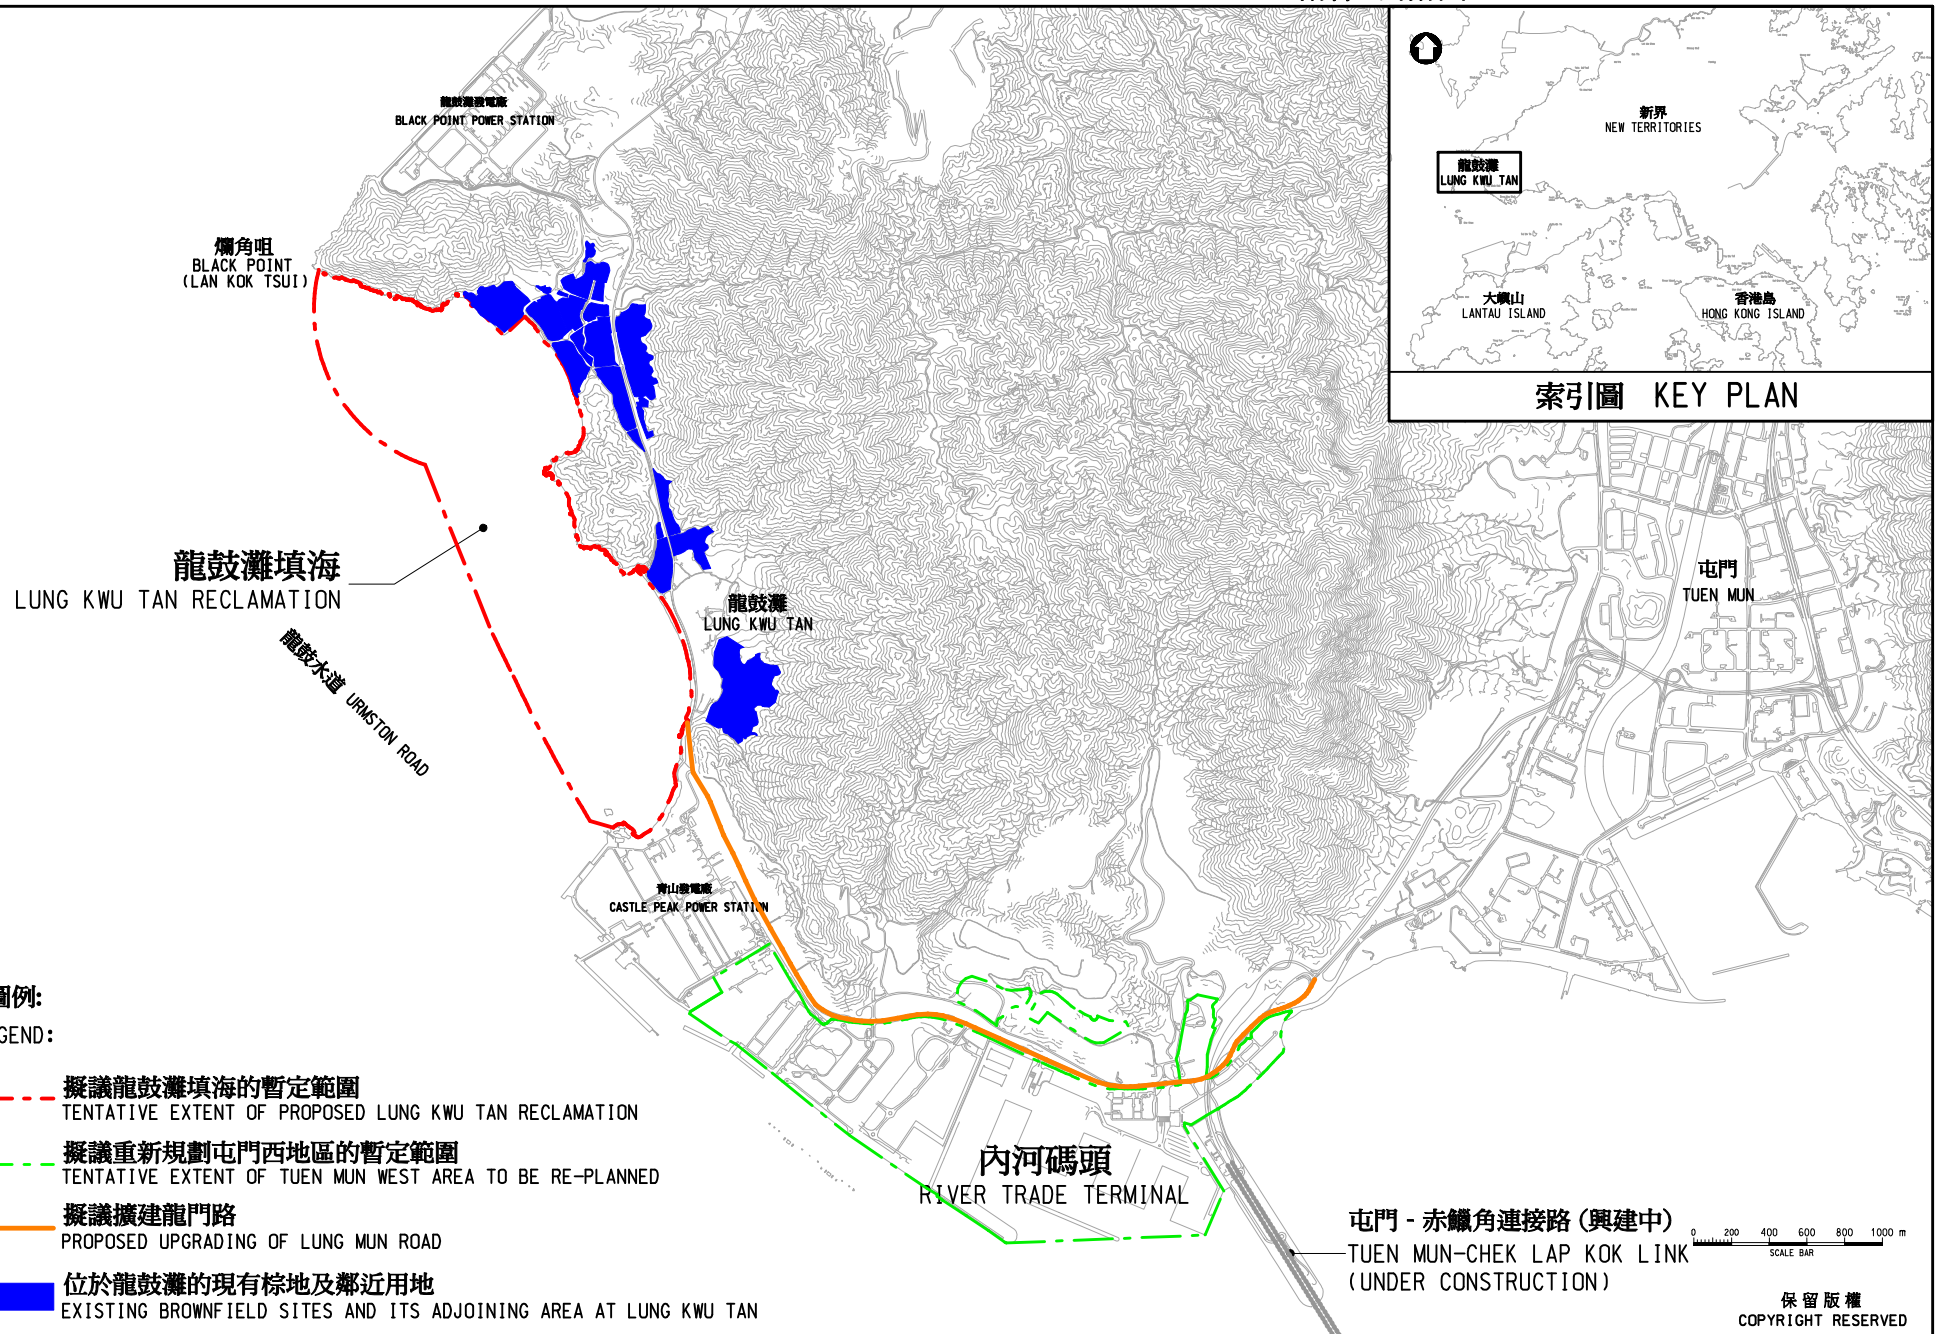 龍鼓灘發電廠
BLACK POINT POWER STATION
新界
NEW TERRITORIES
龍鼓灘
LUNG KWU TAN
大嶼山
LANTAU ISLAND
香港島
HONG KONG ISLAND
索引圖 KEY PLAN
爛角咀
BLACK POINT
(LAN KOK TSUI)
龍鼓灘填海
LUNG KWU TAN RECLAMATION
龍鼓水道 URMSTON ROAD
龍鼓灘
LUNG KWU TAN
屯門
TUEN MUN
青山發電廠
CASTLE PEAK POWER STATION
圖例:
GEND:
擬議龍鼓灘填海的暫定範圍
TENTATIVE EXTENT OF PROPOSED LUNG KWU TAN RECLAMATION
擬議重新規劃屯門西地區的暫定範圍
TENTATIVE EXTENT OF TUEN MUN WEST AREA TO BE RE-PLANNED
擬議擴建龍門路
PROPOSED UPGRADING OF LUNG MUN ROAD
位於龍鼓灘的現有棕地及鄰近用地
EXISTING BROWNFIELD SITES AND ITS ADJOINING AREA AT LUNG KWU TAN
內河碼頭
RIVER TRADE TERMINAL
屯門 - 赤鱲角連接路 (興建中)
TUEN MUN-CHEK LAP KOK LINK
(UNDER CONSTRUCTION)
0 200 400 600 800 1000 m
SCALE BAR
保留版權
COPYRIGHT RESERVED